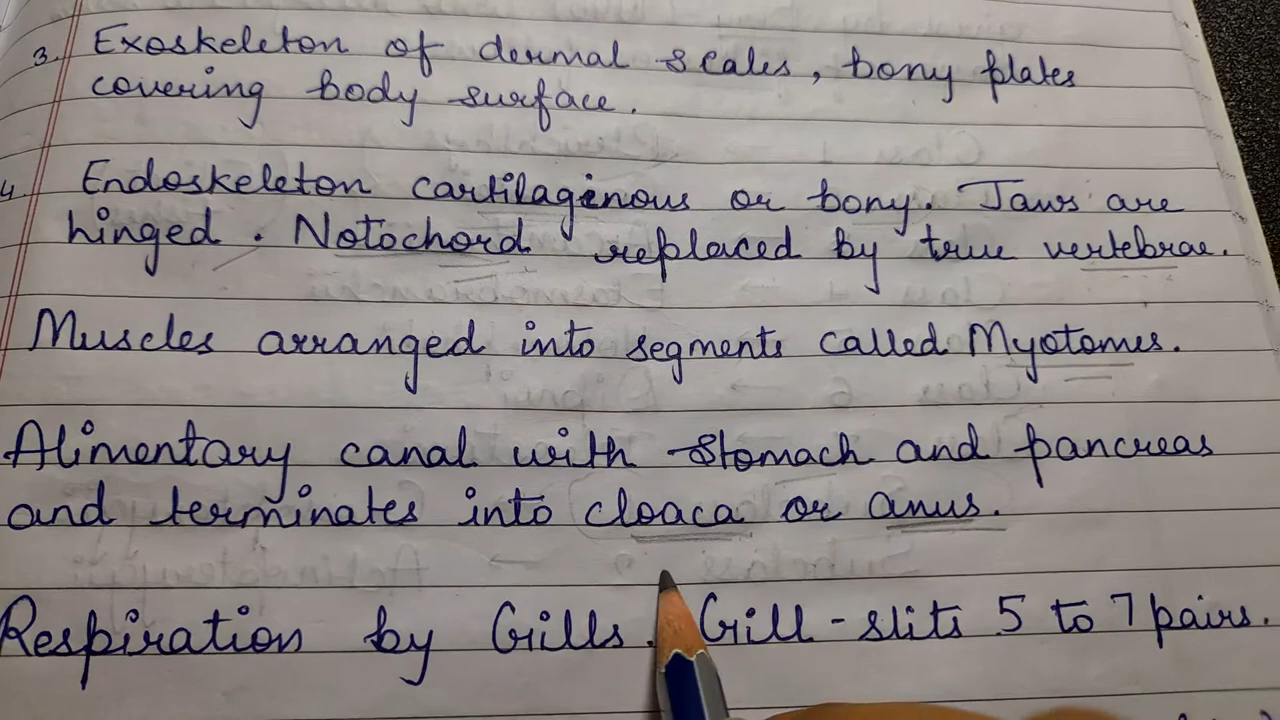 3. Exoskeleton of dermal scales, bony plates
covering body surface.
4. Endoskeleton cartilagenous or bony. Jaws are
hinged. Notochord replaced by true vertebrae.
Muscles arranged into segments called Myotomes.
Alimentary canal with stomach and pancreas
and terminates into cloaca or anus.
Respiration by Gills. Gill-slits 5 to 7 pairs.